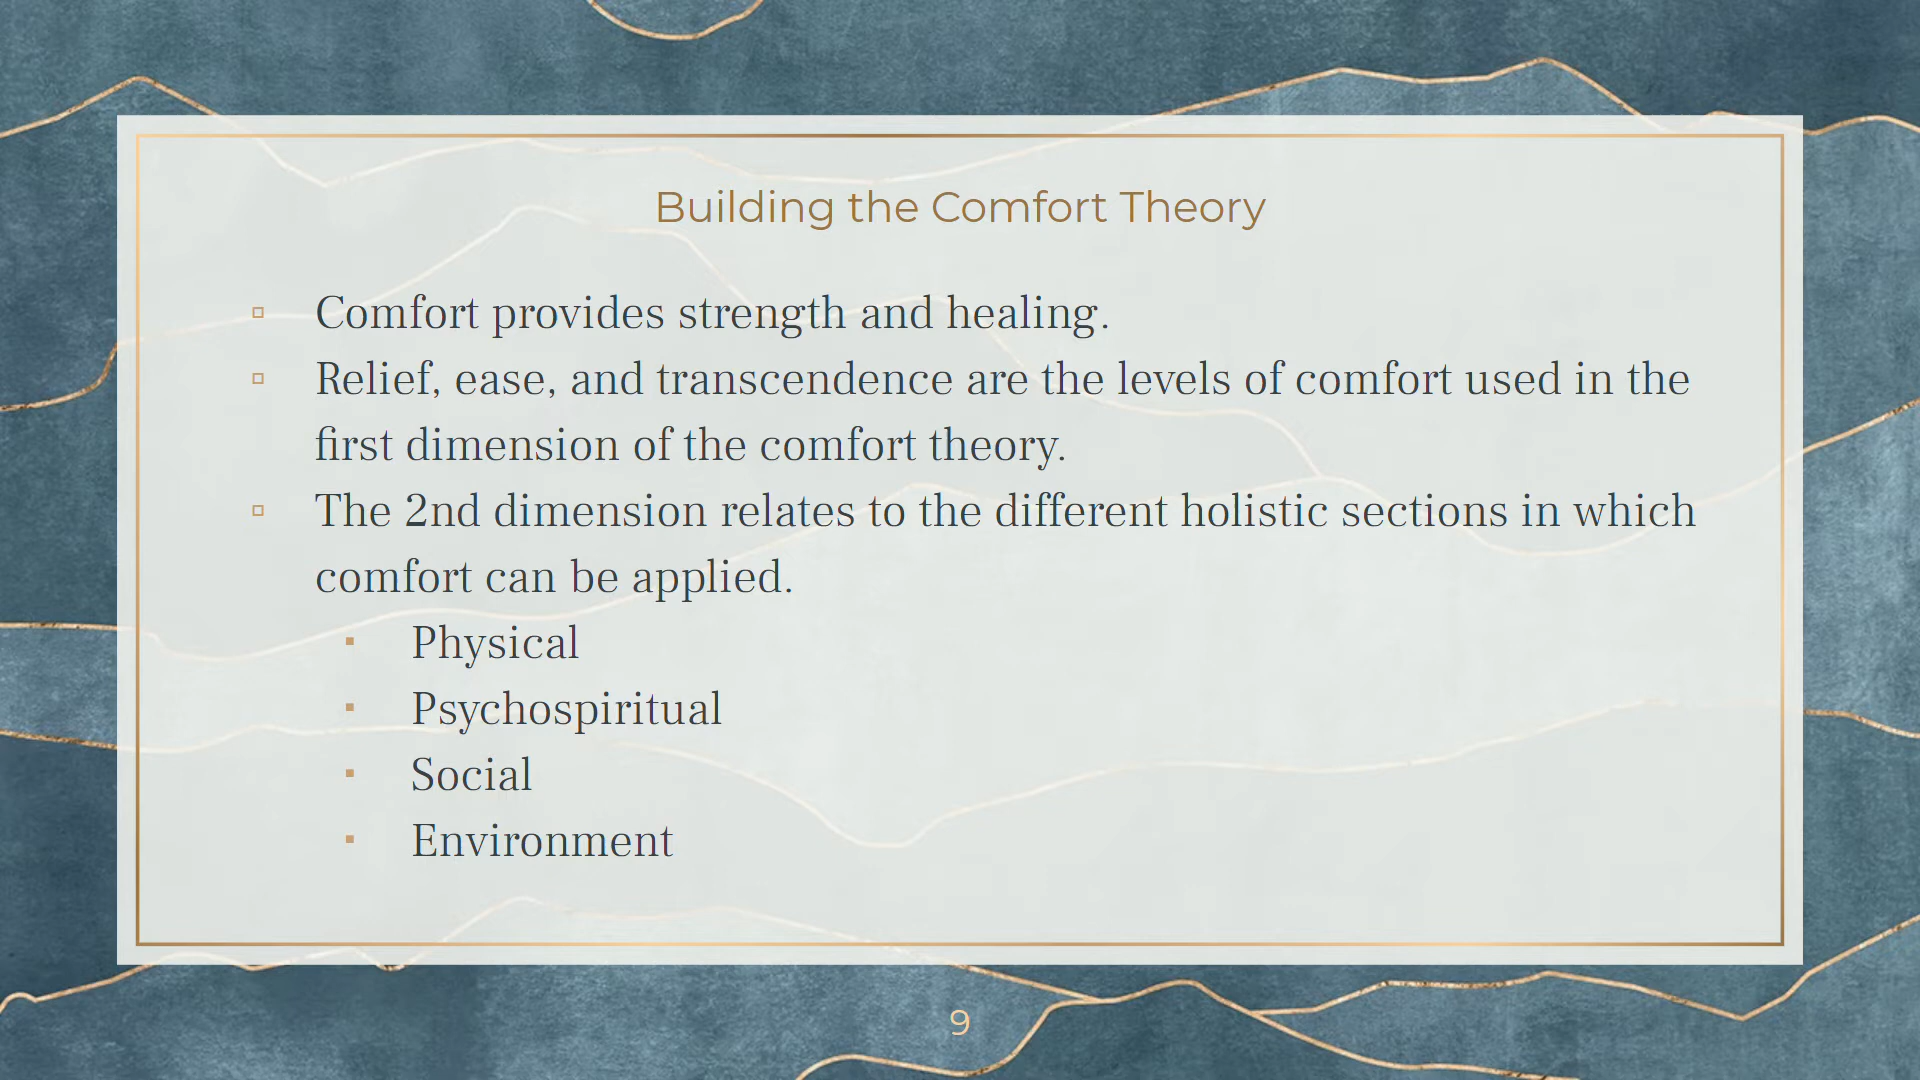 Building the Comfort Theory
▫ Comfort provides strength and healing.
▫ Relief, ease, and transcendence are the levels of comfort used in the
first dimension of the comfort theory.
▫ The 2nd dimension relates to the different holistic sections in which
comfort can be applied.
▪ Physical
▪ Psychospiritual
▪ Social
▪ Environment
9